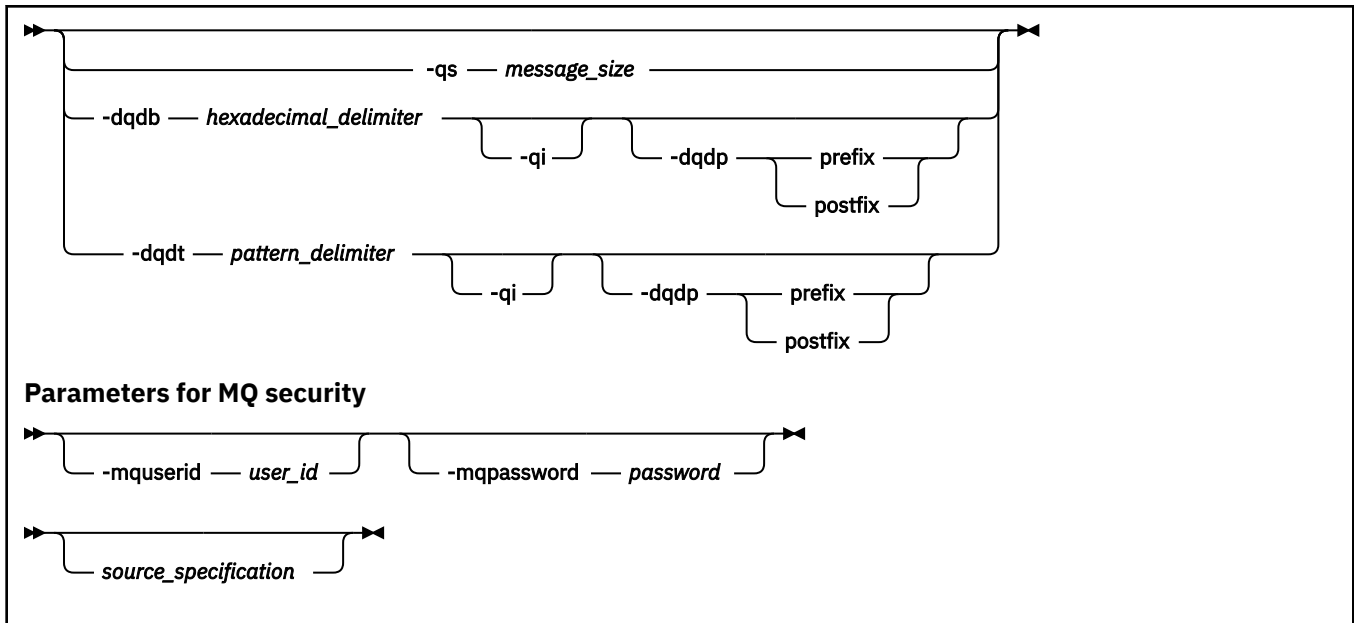 -qs message_size
-dqdb hexadecimal_delimiter
-qi -dqdp prefix
postfix
-dqdt pattern_delimiter
-qi -dqdp prefix
postfix
Parameters for MQ security
-mquserid user_id -mqpassword password
source_specification